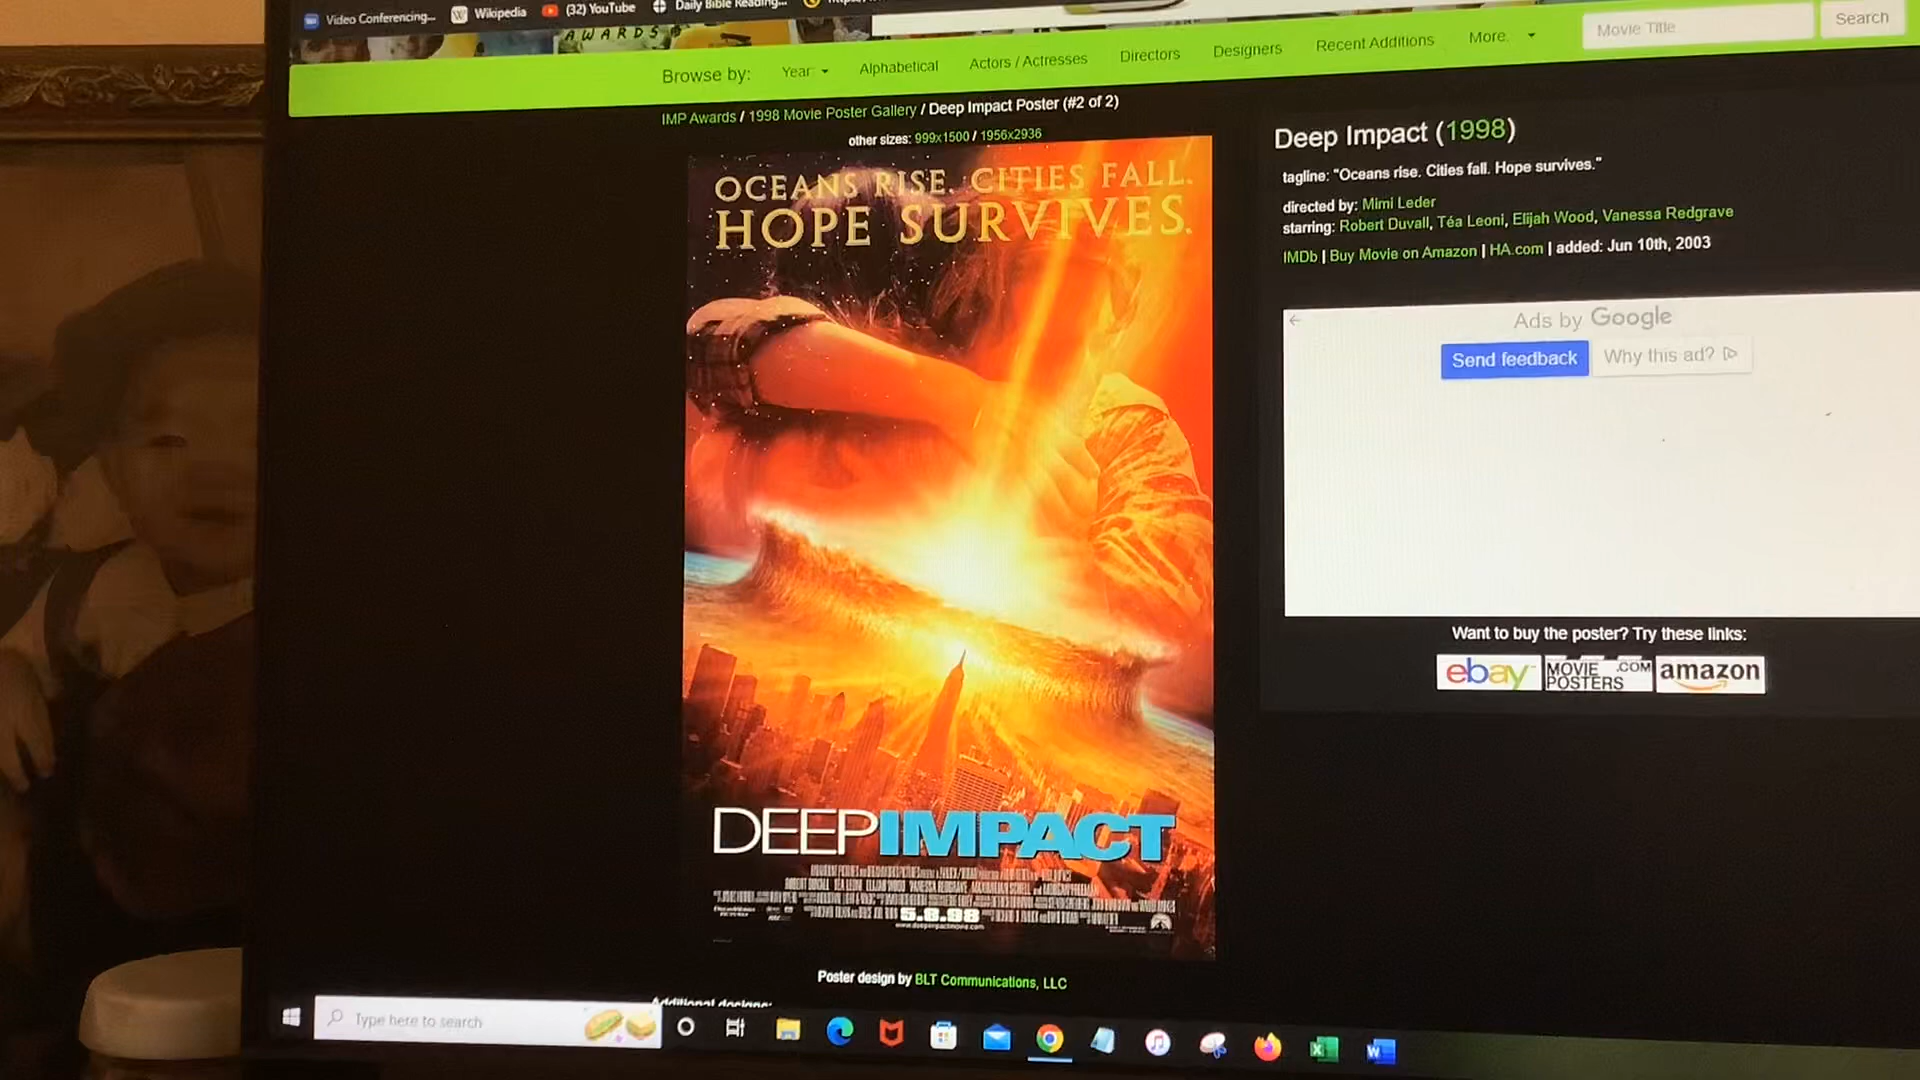 Video Conferencing...
Wikipedia
(32) YouTube
Daily Bible Reading...
AWARDS
Browse by:
Year
Alphabetical
Actors / Actresses
Directors
Designers
Recent Additions
More.
Movie Title
Search
IMP Awards / 1998 Movie Poster Gallery / Deep Impact Poster (#2 of 2)
other sizes: 999x1500 / 1956x2936
OCEANS RISE. CITIES FALL.
HOPE SURVIVES.
DEEP IMPACT
5.8.98
www.deepimpactmovie.com
Poster design by BLT Communications, LLC
Additional designs:
Deep Impact (1998)
tagline: "Oceans rise. Cities fall. Hope survives."
directed by: Mimi Leder
starring: Robert Duvall, Téa Leoni, Elijah Wood, Vanessa Redgrave
IMDb | Buy Movie on Amazon | HA.com | added: Jun 10th, 2003
Ads by Google
Send feedback
Why this ad?
Want to buy the poster? Try these links:
ebay
MOVIE POSTERS .COM
amazon
Type here to search